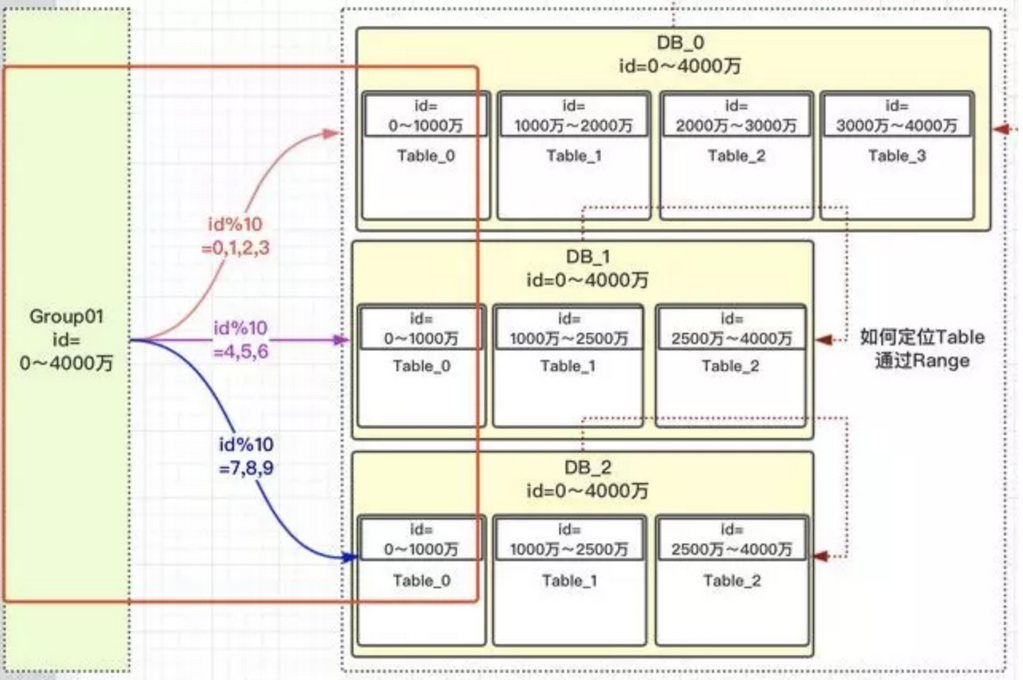 Group01
id=
0～4000万
id%10
=0,1,2,3
id%10
=4,5,6
id%10
=7,8,9
DB_0
id=0～4000万
id=
0～1000万
Table_0
id=
1000万～2000万
Table_1
id=
2000万～3000万
Table_2
id=
3000万～4000万
Table_3
DB_1
id=0～4000万
id=
0～1000万
Table_0
id=
1000万～2500万
Table_1
id=
2500万～4000万
Table_2
如何定位Table
通过Range
DB_2
id=0～4000万
id=
0～1000万
Table_0
id=
1000万～2500万
Table_1
id=
2500万～4000万
Table_2